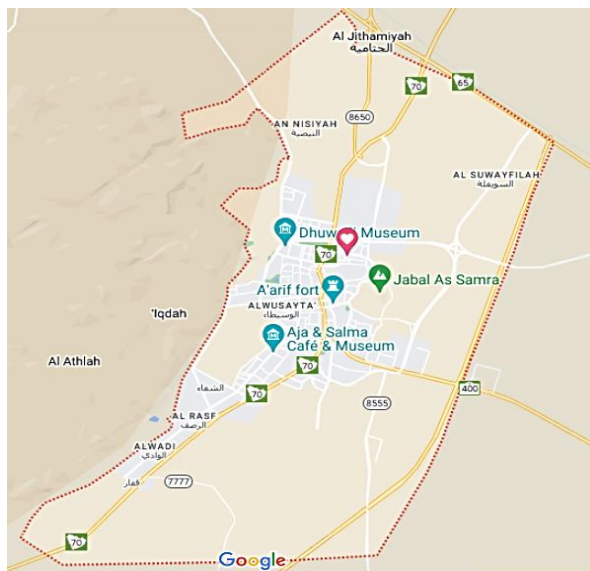 Al Jithamiyah
الجثامية
70
65
8650
AN NISIYAH
النيصية
AL SUWAYFILAH
السويفلة
Museum
70
A'arif fort
Jabal As Samra
ALWUSAYTA'
الوسيطاء
'Iqdah
Aja & Salma
Café & Museum
Al Athlah
70
400
الشفاء
70
8555
AL RASF
الرصف
ALWADI
الوادي
7777
قفار
70
Google